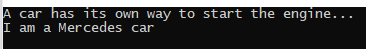 A car has its own way to start the engine...
I am a Mercedes car